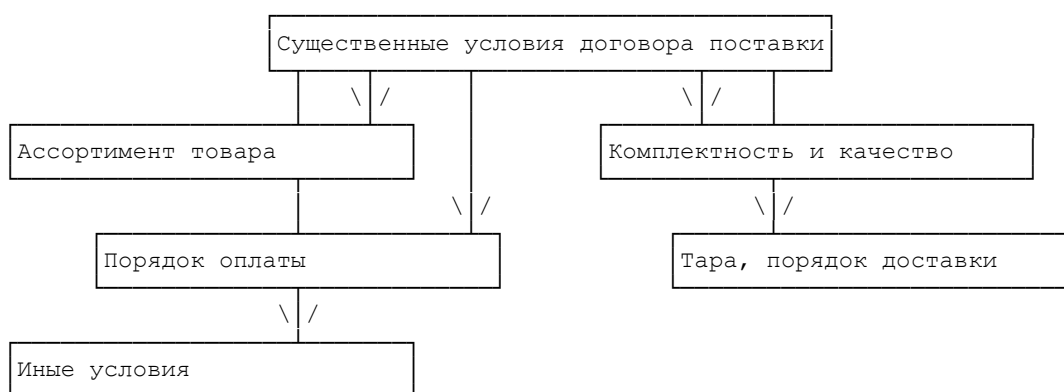 Существенные условия договора поставки
Ассортимент товара
Комплектность и качество
Порядок оплаты
Тара, порядок доставки
Иные условия